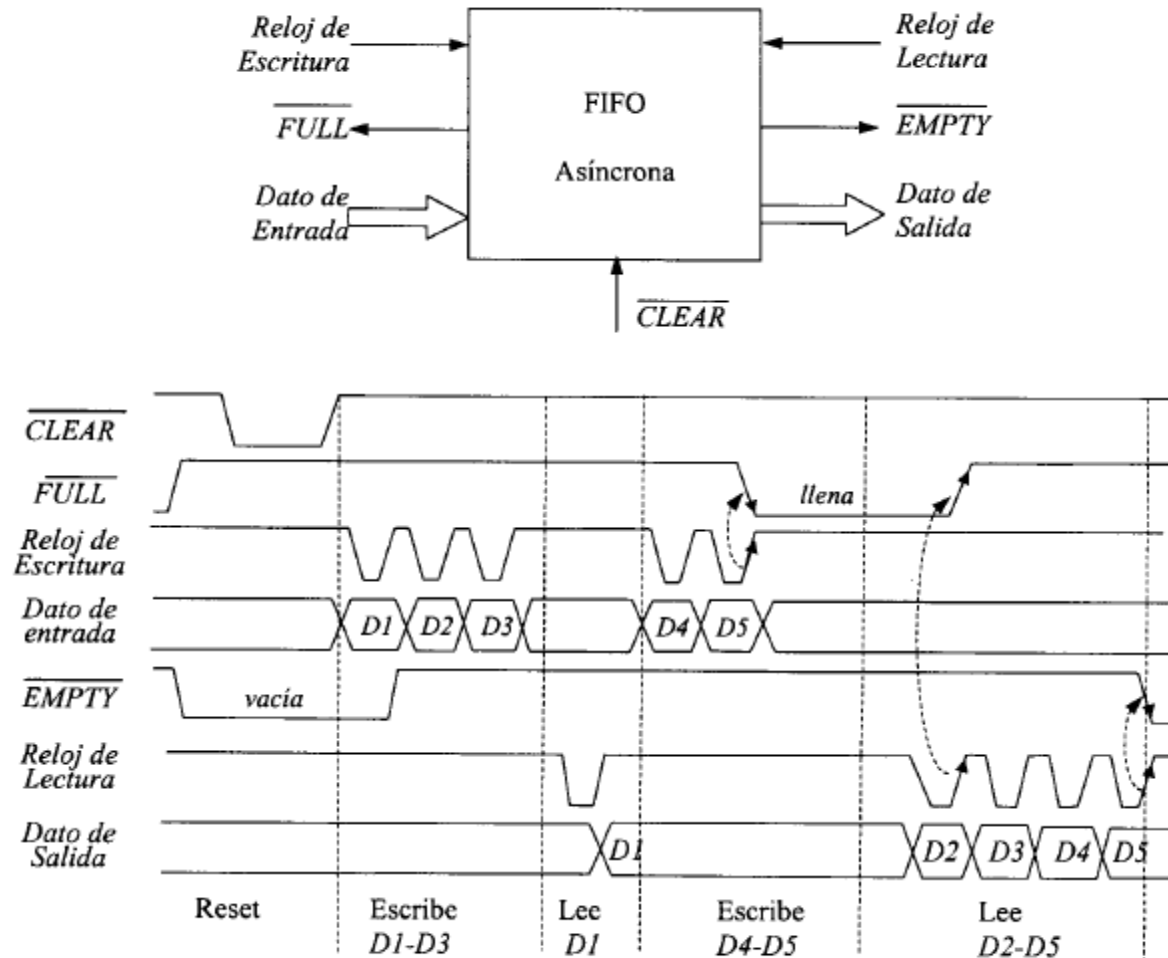 Reloj de
Escritura
FULL
Dato de
Entrada
FIFO
Asíncrona
Reloj de
Lectura
EMPTY
Dato de
Salida
CLEAR
CLEAR
FULL
llena
Reloj de
Escritura
Dato de
entrada
D1 D2 D3 D4 D5
EMPTY
vacía
Reloj de
Lectura
Dato de
Salida
D1 D2 D3 D4 D5
Reset
Escribe
D1-D3
Lee
D1
Escribe
D4-D5
Lee
D2-D5